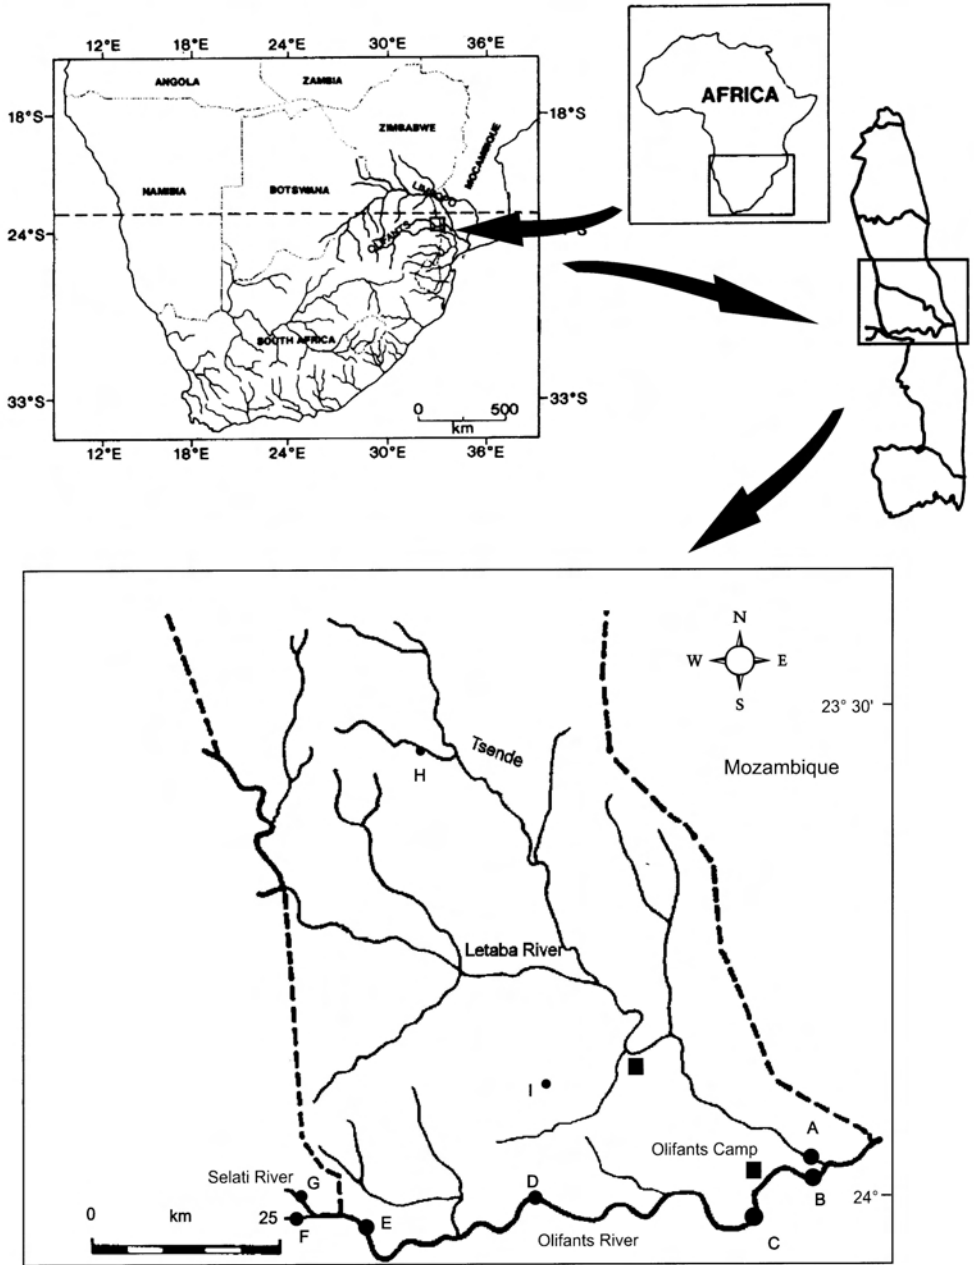 12°E 18°E 24°E 30°E 36°E
ANGOLA ZAMBIA
18°S 18°S
ZIMBABWE
MOCAMBIQUE
NAMIBIA BOTSWANA
LIMPOPO
OLIFANTS
24°S
SOUTH AFRICA
33°S 33°S
0 500
km
12°E 18°E 24°E 30°E 36°E
AFRICA
N
W E
S
23° 30'
Tsende
Mozambique
H
Letaba River
I
A
Olifants Camp
Selati River
G
D
B
24°
0 km 25
F
E
Olifants River
C